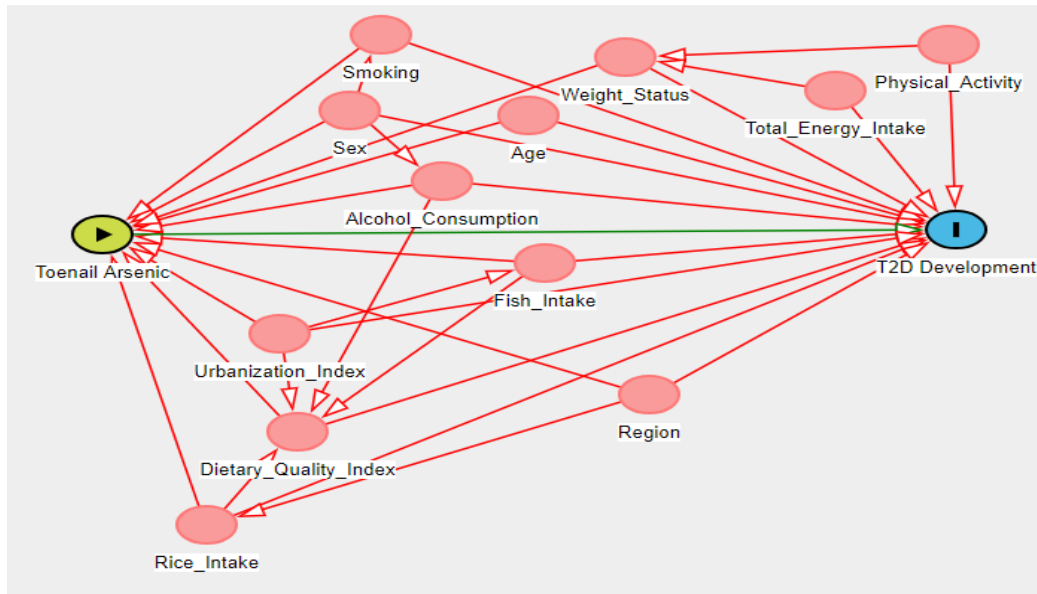 Smoking
Physical_Activity
Weight_Status
Total_Energy_Intake
Sex
Age
Alcohol_Consumption
Toenail Arsenic
T2D Development
Fish_Intake
Urbanization_Index
Region
Dietary_Quality_Index
Rice_Intake